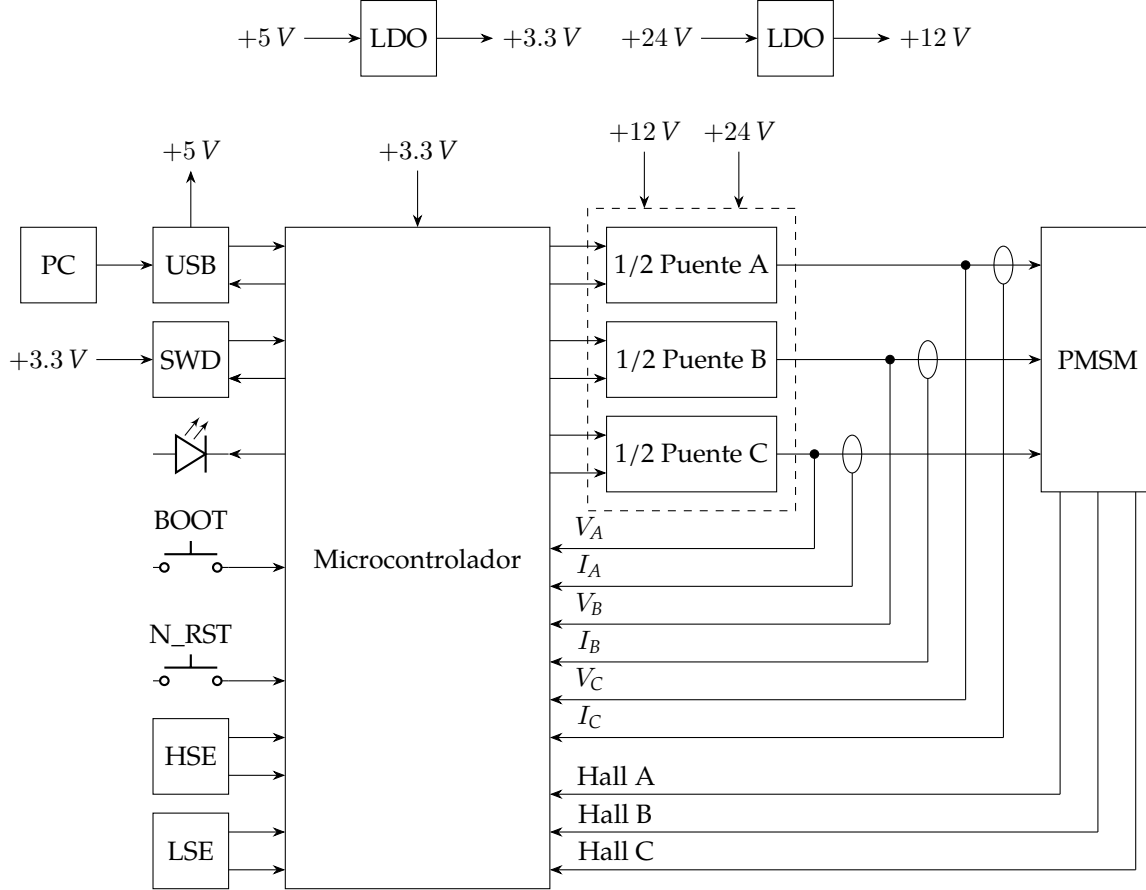 +5 V
LDO
+3.3 V
+24 V
LDO
+12 V
+5 V
+3.3 V
+12 V
+24 V
PC
USB
1/2 Puente A
+3.3 V
SWD
1/2 Puente B
PMSM
1/2 Puente C
BOOT
Microcontrolador
N_RST
HSE
LSE
V_A
I_A
V_B
I_B
V_C
I_C
Hall A
Hall B
Hall C